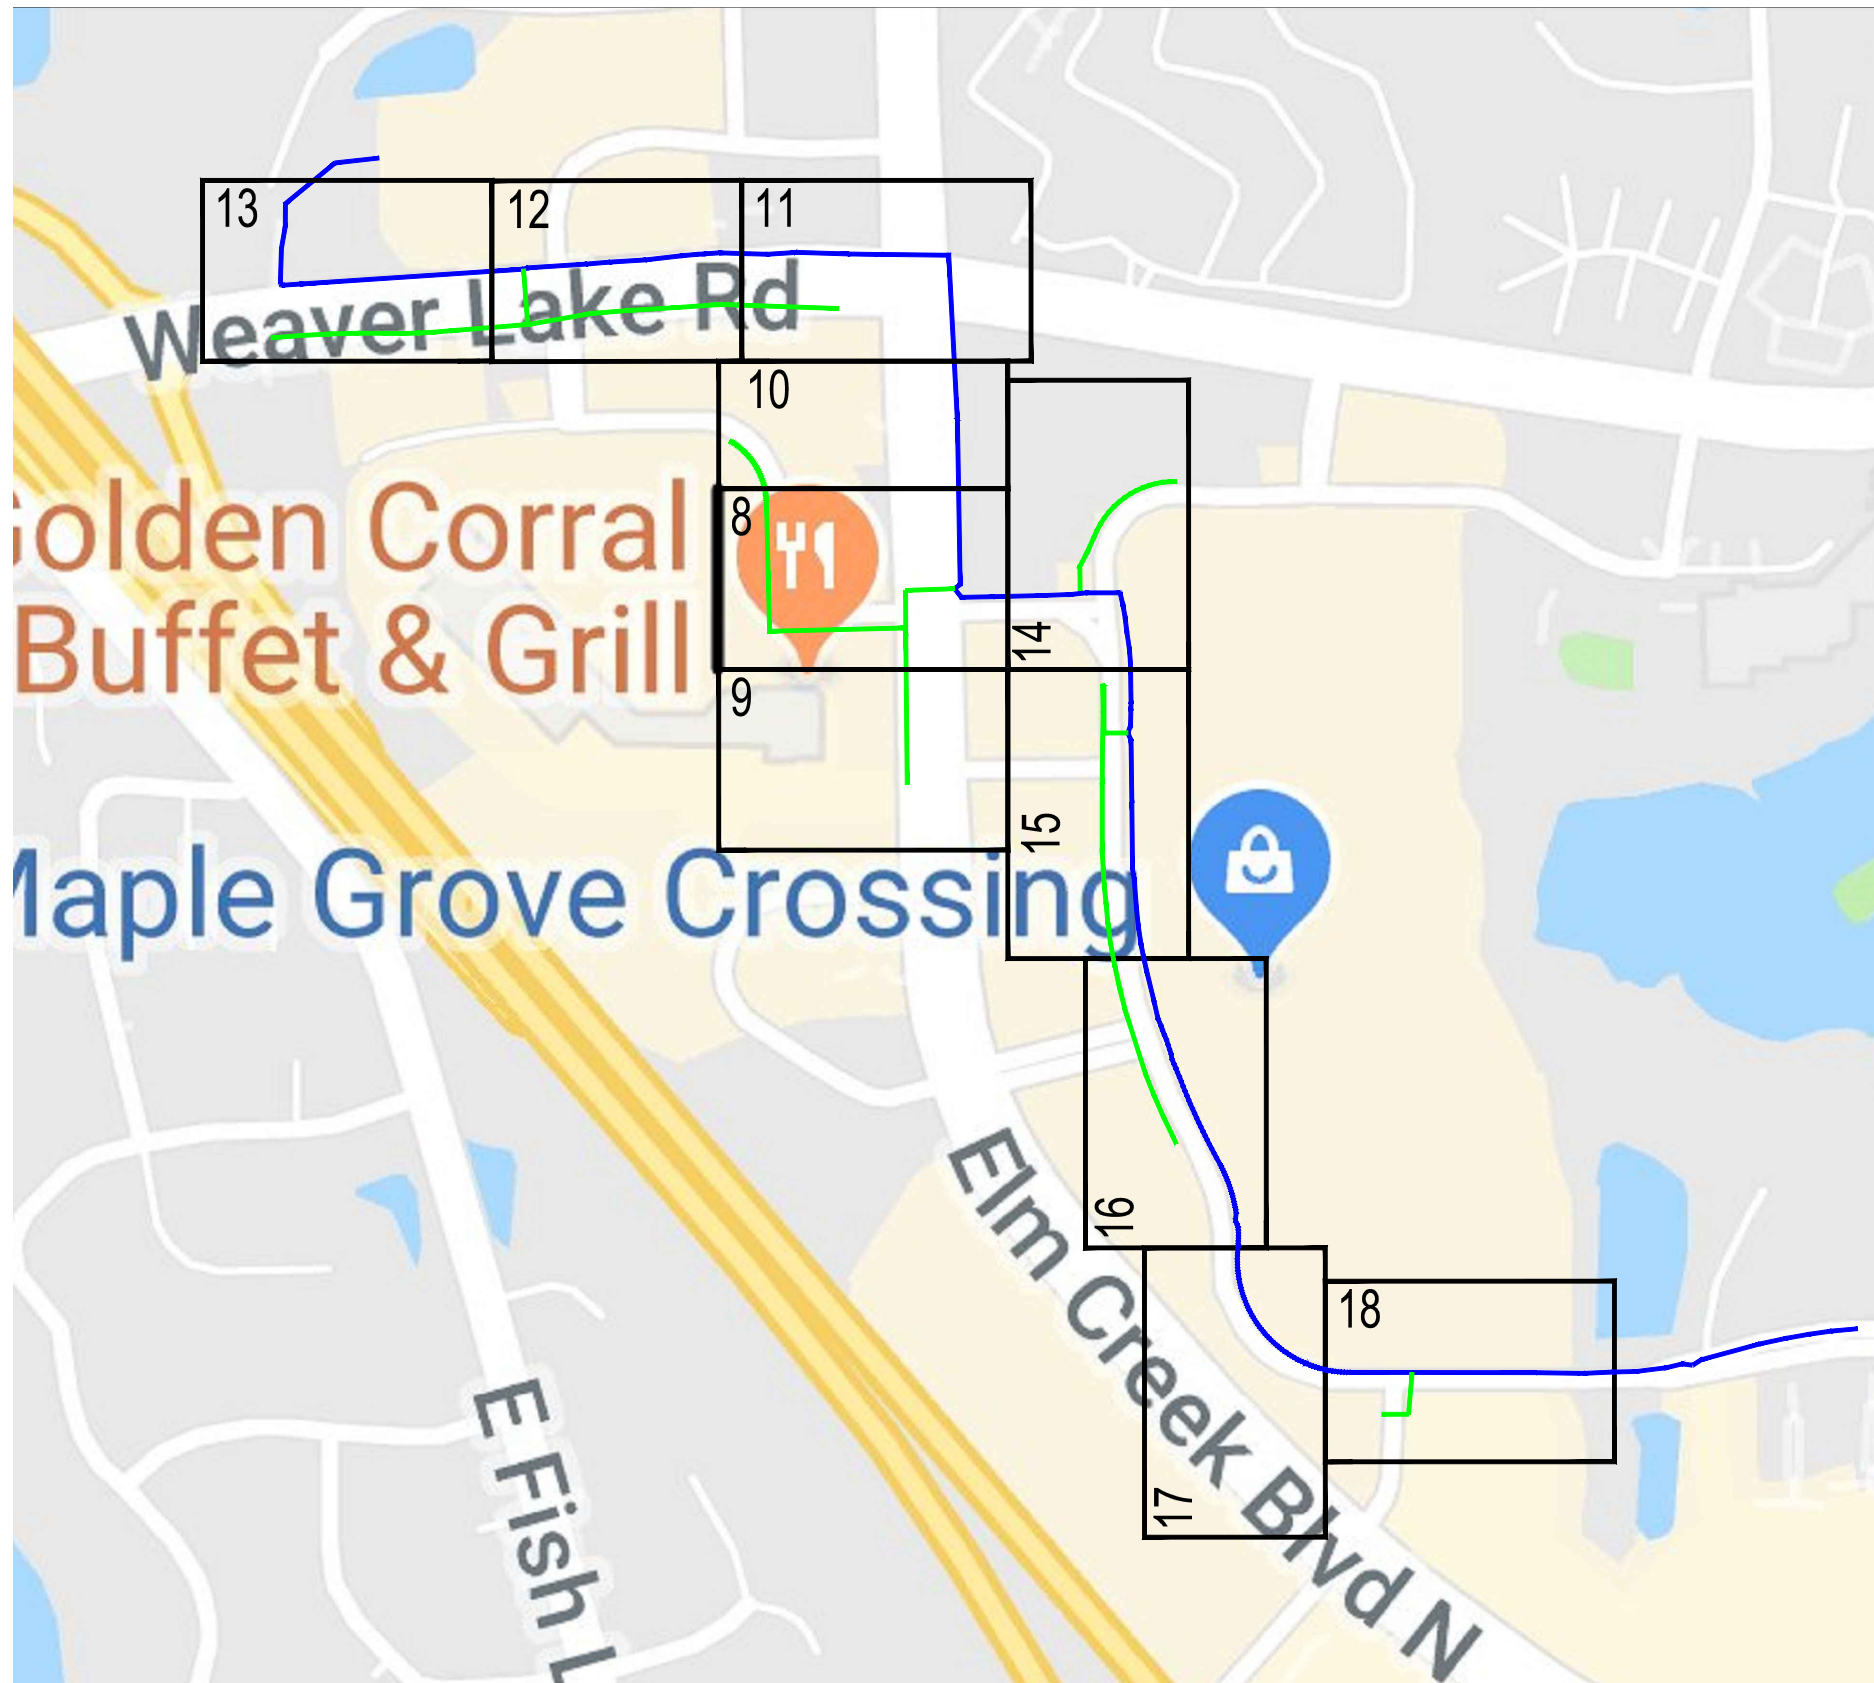 13
12
11
Weaver Lake Rd
10
Golden Corral
Buffet & Grill
8
14
9
15
Maple Grove Crossing
16
Elm Creek Blvd N
18
17
E Fish L